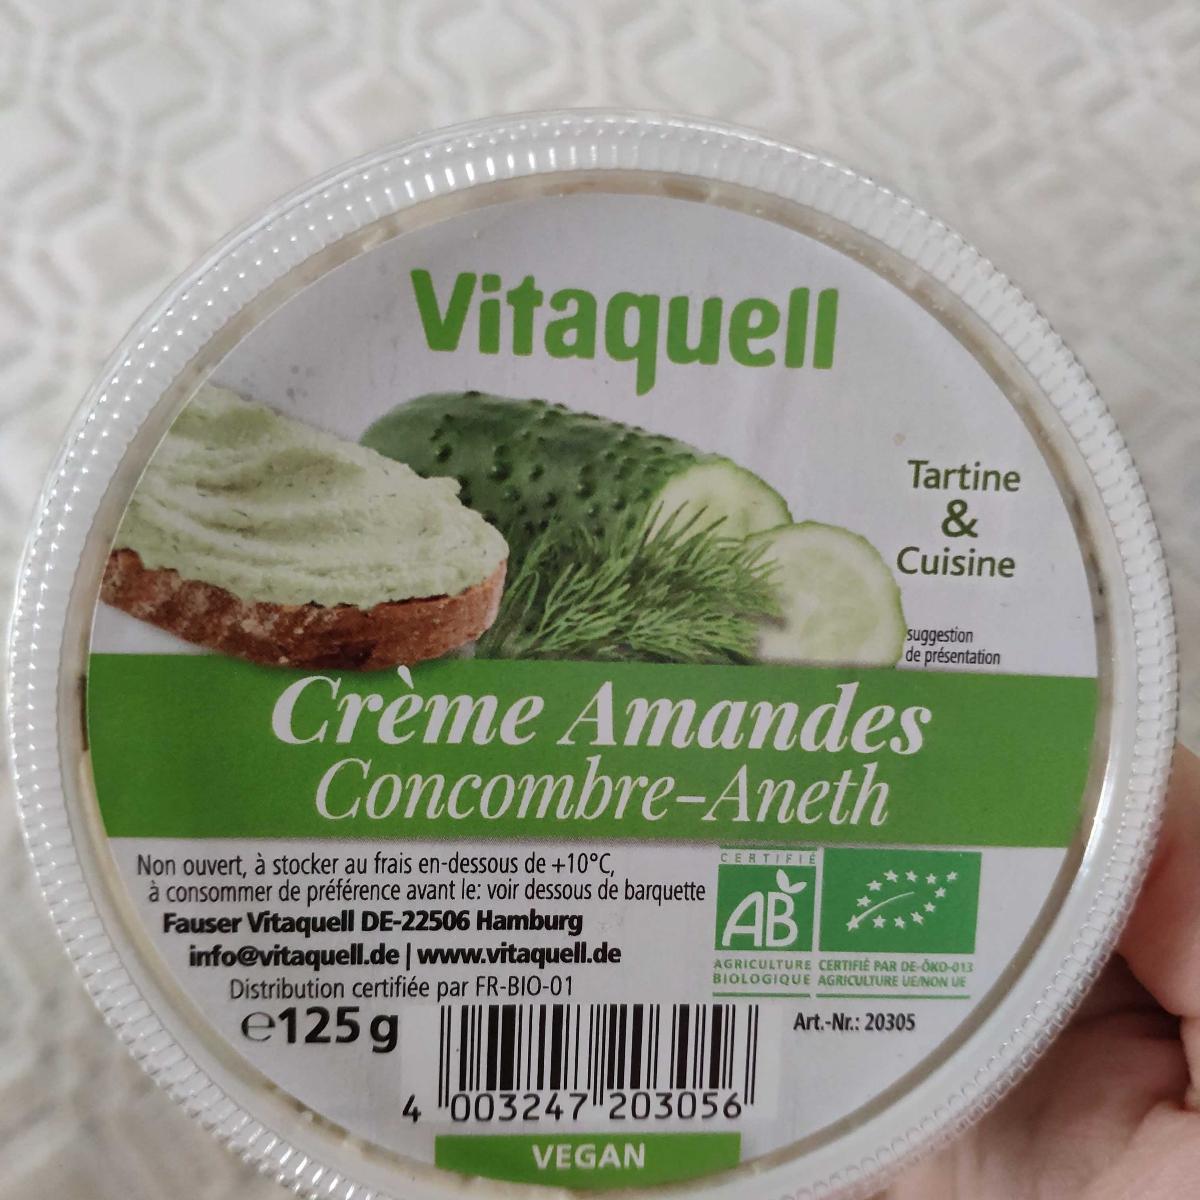 Vitaquell
Tartine
&
Cuisine
suggestion
de présentation
Crème Amandes
Concombre-Aneth
Non ouvert, à stocker au frais en-dessous de +10°C,
à consommer de préférence avant le: voir dessous de barquette
Fauser Vitaquell DE-22506 Hamburg
info@vitaquell.de | www.vitaquell.de
Distribution certifiée par FR-BIO-01
CERTIFIÉ
AB
AGRICULTURE
BIOLOGIQUE
CERTIFIÉ PAR DE-ÖKO-013
AGRICULTURE UE/NON UE
℮125 g
Art.-Nr.: 20305
4 003247 203056
VEGAN